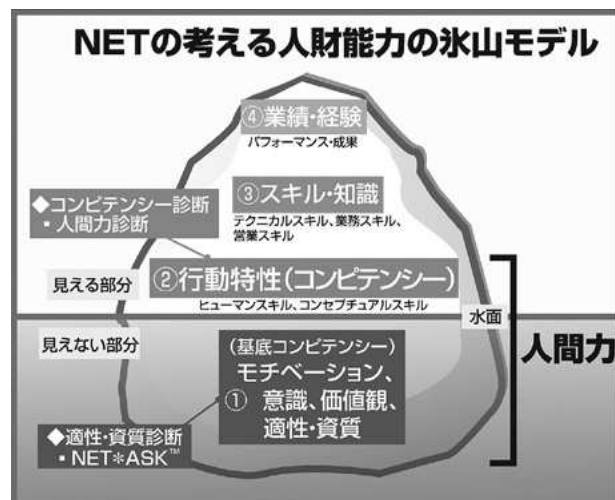 NETの考える人財能力の氷山モデル
④業績・経験
パフォーマンス・成果
③スキル・知識
テクニカルスキル、業務スキル、
営業スキル
◆コンピテンシー診断
・人間力診断
②行動特性(コンピテンシー)
ヒューマンスキル、コンセプチュアルスキル
見える部分
水面
見えない部分
人間力
(基底コンピテンシー)
モチベーション、
① 意識、価値観、
適性・資質
◆適性・資質診断
・NET＊ASK™